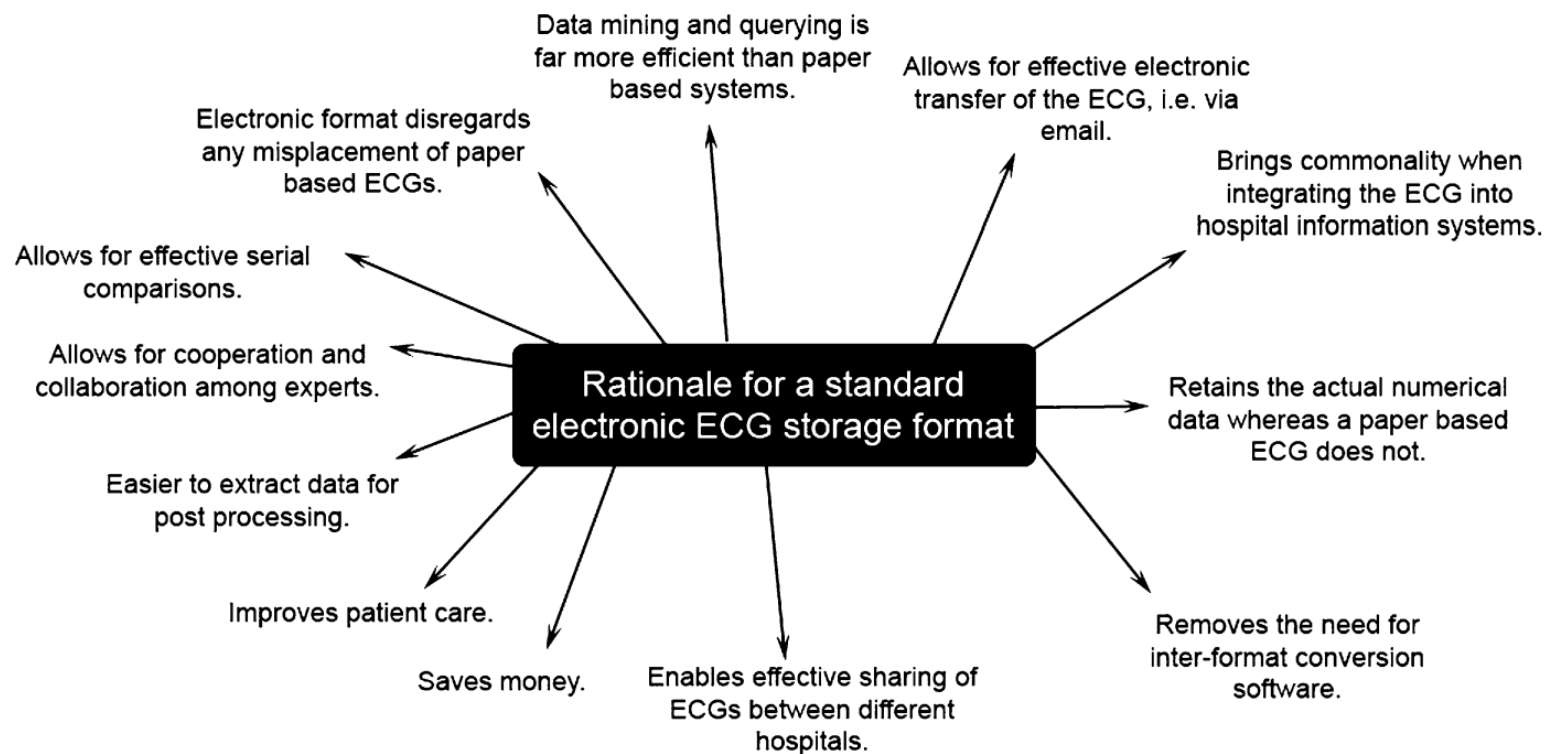 Data mining and querying is
far more efficient than paper
based systems.
Allows for effective electronic
transfer of the ECG, i.e. via
email.
Electronic format disregards
any misplacement of paper
based ECGs.
Brings commonality when
integrating the ECG into
hospital information systems.
Allows for effective serial
comparisons.
Allows for cooperation and
collaboration among experts.
Rationale for a standard
electronic ECG storage format
Retains the actual numerical
data whereas a paper based
ECG does not.
Easier to extract data for
post processing.
Improves patient care.
Saves money.
Enables effective sharing of
ECGs between different
hospitals.
Removes the need for
inter-format conversion
software.